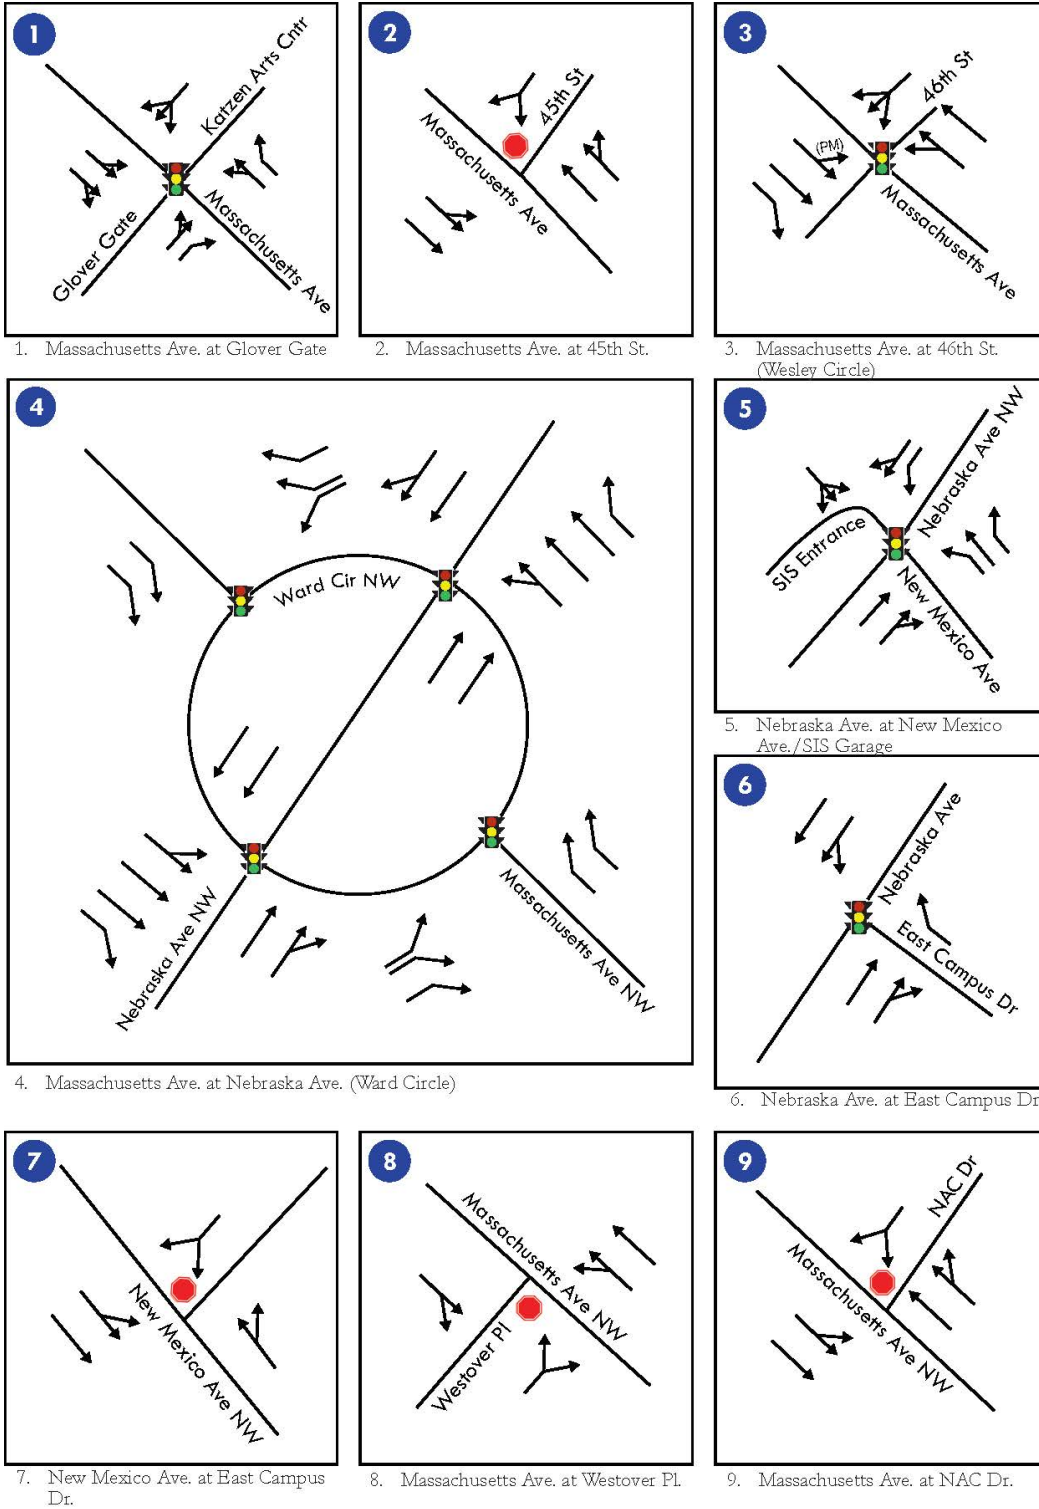 1
Katzen Arts Cntr
Glover Gate
Massachusetts Ave
1. Massachusetts Ave. at Glover Gate
2
45th St
Massachusetts Ave
2. Massachusetts Ave. at 45th St.
3
46th St
(PM)
Massachusetts Ave
3. Massachusetts Ave. at 46th St.
(Wesley Circle)
4
Ward Cir NW
Nebraska Ave NW
Massachusetts Ave NW
4. Massachusetts Ave. at Nebraska Ave. (Ward Circle)
5
Nebraska Ave NW
SIS Entrance
New Mexico Ave
5. Nebraska Ave. at New Mexico
Ave./SIS Garage
6
Nebraska Ave
East Campus Dr
6. Nebraska Ave. at East Campus Dr
7
New Mexico Ave NW
7. New Mexico Ave. at East Campus
Dr.
8
Massachusetts Ave NW
Westover Pl
8. Massachusetts Ave. at Westover Pl.
9
NAC Dr
Massachusetts Ave NW
9. Massachusetts Ave. at NAC Dr.